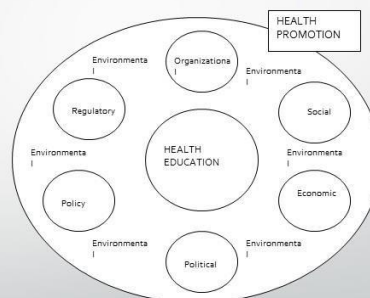 HEALTH
PROMOTION
Environmenta
l
Organizationa
l
Environmenta
l
Regulatory
Social
Environmenta
l
HEALTH
EDUCATION
Environmenta
l
Policy
Economic
Environmenta
l
Political
Environmenta
l